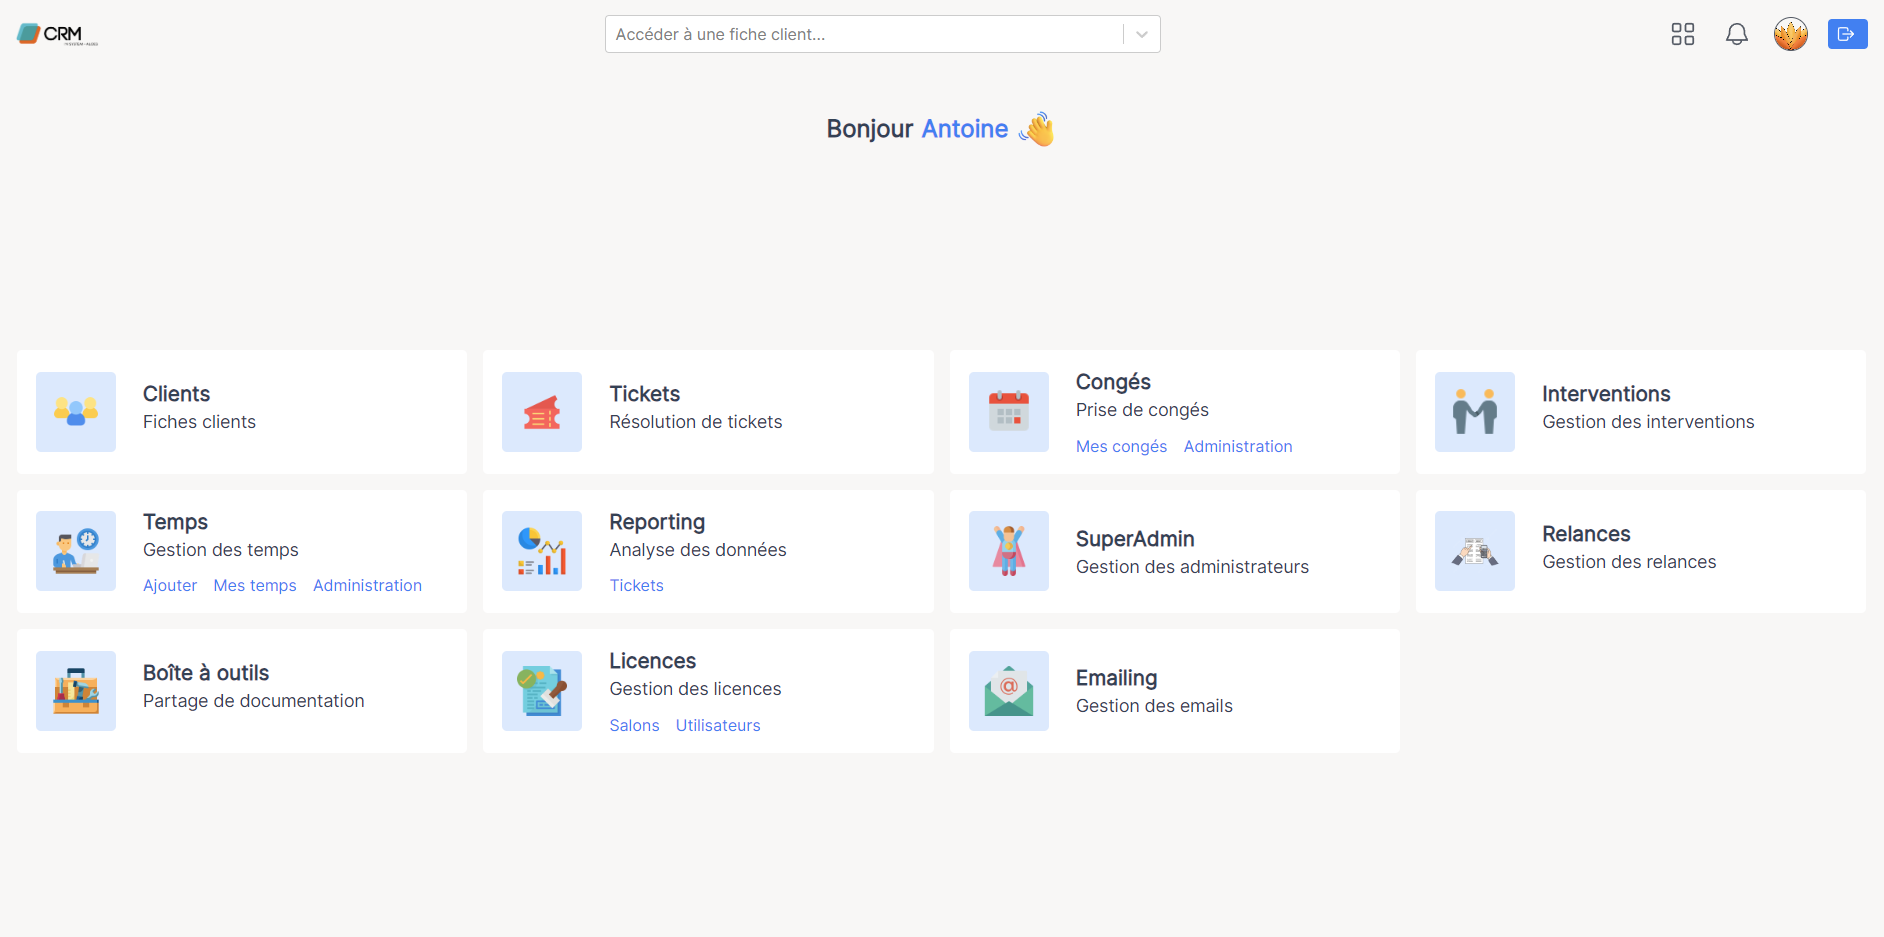 CRM
Accéder à une fiche client...
Bonjour Antoine
Clients
Fiches clients
Tickets
Résolution de tickets
Congés
Prise de congés
Mes congés Administration
Interventions
Gestion des interventions
Temps
Gestion des temps
Ajouter Mes temps Administration
Reporting
Analyse des données
Tickets
SuperAdmin
Gestion des administrateurs
Relances
Gestion des relances
Boîte à outils
Partage de documentation
Licences
Gestion des licences
Salons Utilisateurs
Emailing
Gestion des emails